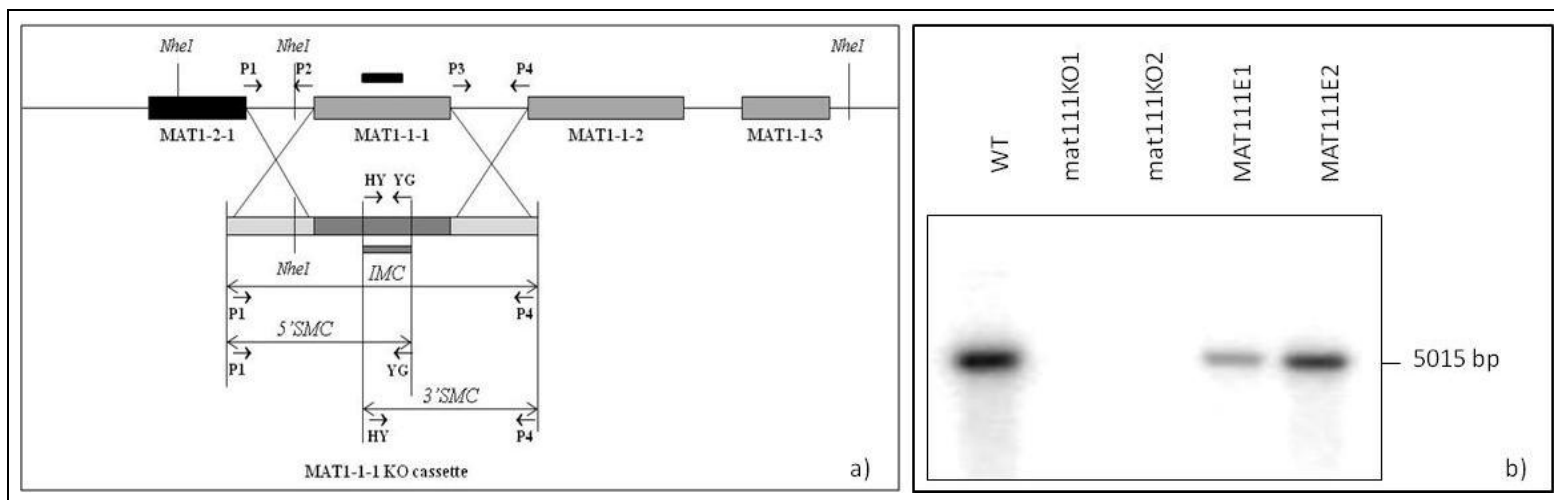 NheI NheI NheI
P1 P2 P3 P4
MAT1-2-1 MAT1-1-1 MAT1-1-2 MAT1-1-3
HY YG
NheI IMC
P1 P4
5'SMC
P1 YG
3'SMC
HY P4
MAT1-1-1 KO cassette
a)
WT
mat111KO1
mat111KO2
MAT111E1
MAT111E2
5015 bp
b)